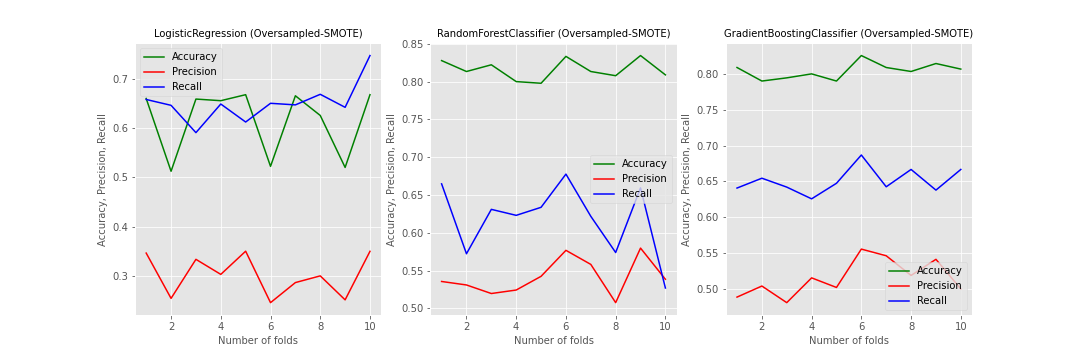 LogisticRegression (Oversampled-SMOTE)
Accuracy, Precision, Recall
0.7
0.6
0.5
0.4
0.3
Accuracy
Precision
Recall
2 4 6 8 10
Number of folds
RandomForestClassifier (Oversampled-SMOTE)
Accuracy, Precision, Recall
0.85
0.80
0.75
0.70
0.65
0.60
0.55
0.50
Accuracy
Precision
Recall
2 4 6 8 10
Number of folds
GradientBoostingClassifier (Oversampled-SMOTE)
Accuracy, Precision, Recall
0.80
0.75
0.70
0.65
0.60
0.55
0.50
Accuracy
Precision
Recall
2 4 6 8 10
Number of folds